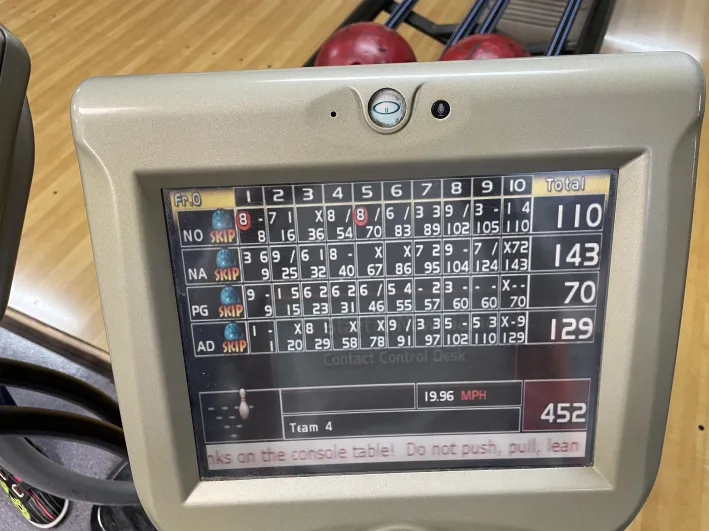 Fr.0 1 2 3 4 5 6 7 8 9 10 Total
NO SKIP 8 - 7 1 X 8 / 8 / 6 / 3 3 9 / 3 - 1 4 110
8 16 36 54 70 83 89 102 105 110
NA SKIP 3 6 9 / 6 1 8 - X X 7 2 9 - 7 / X72 143
9 25 32 40 67 86 95 104 124 143
PG SKIP 9 - 1 5 6 2 6 2 6 / 5 4 - 2 3 - - - X-- 70
9 15 23 31 46 55 57 60 60 70
AD SKIP 1 - X 8 1 X X 9 / 3 3 5 - 5 3 X-9 129
1 20 29 58 78 91 97 102 110 129
Contact Control Desk
19.96 MPH
Team 4 452
nks on the console table! Do not push, pull, lean